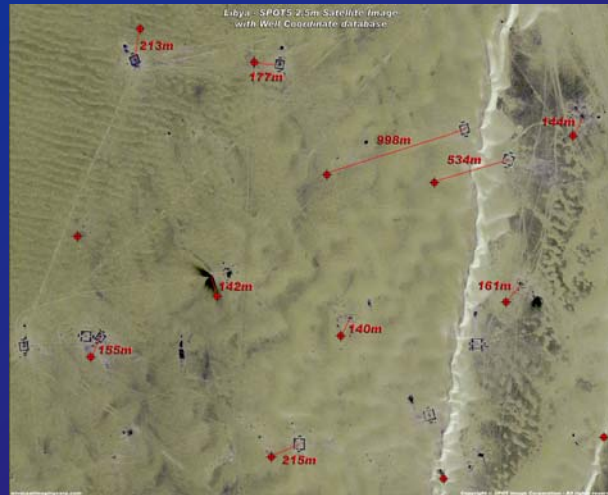 Libya - SPOT5 2.5m Satellite Image
with Well Coordinate database
213m
177m
144m
998m
534m
142m
161m
140m
155m
215m